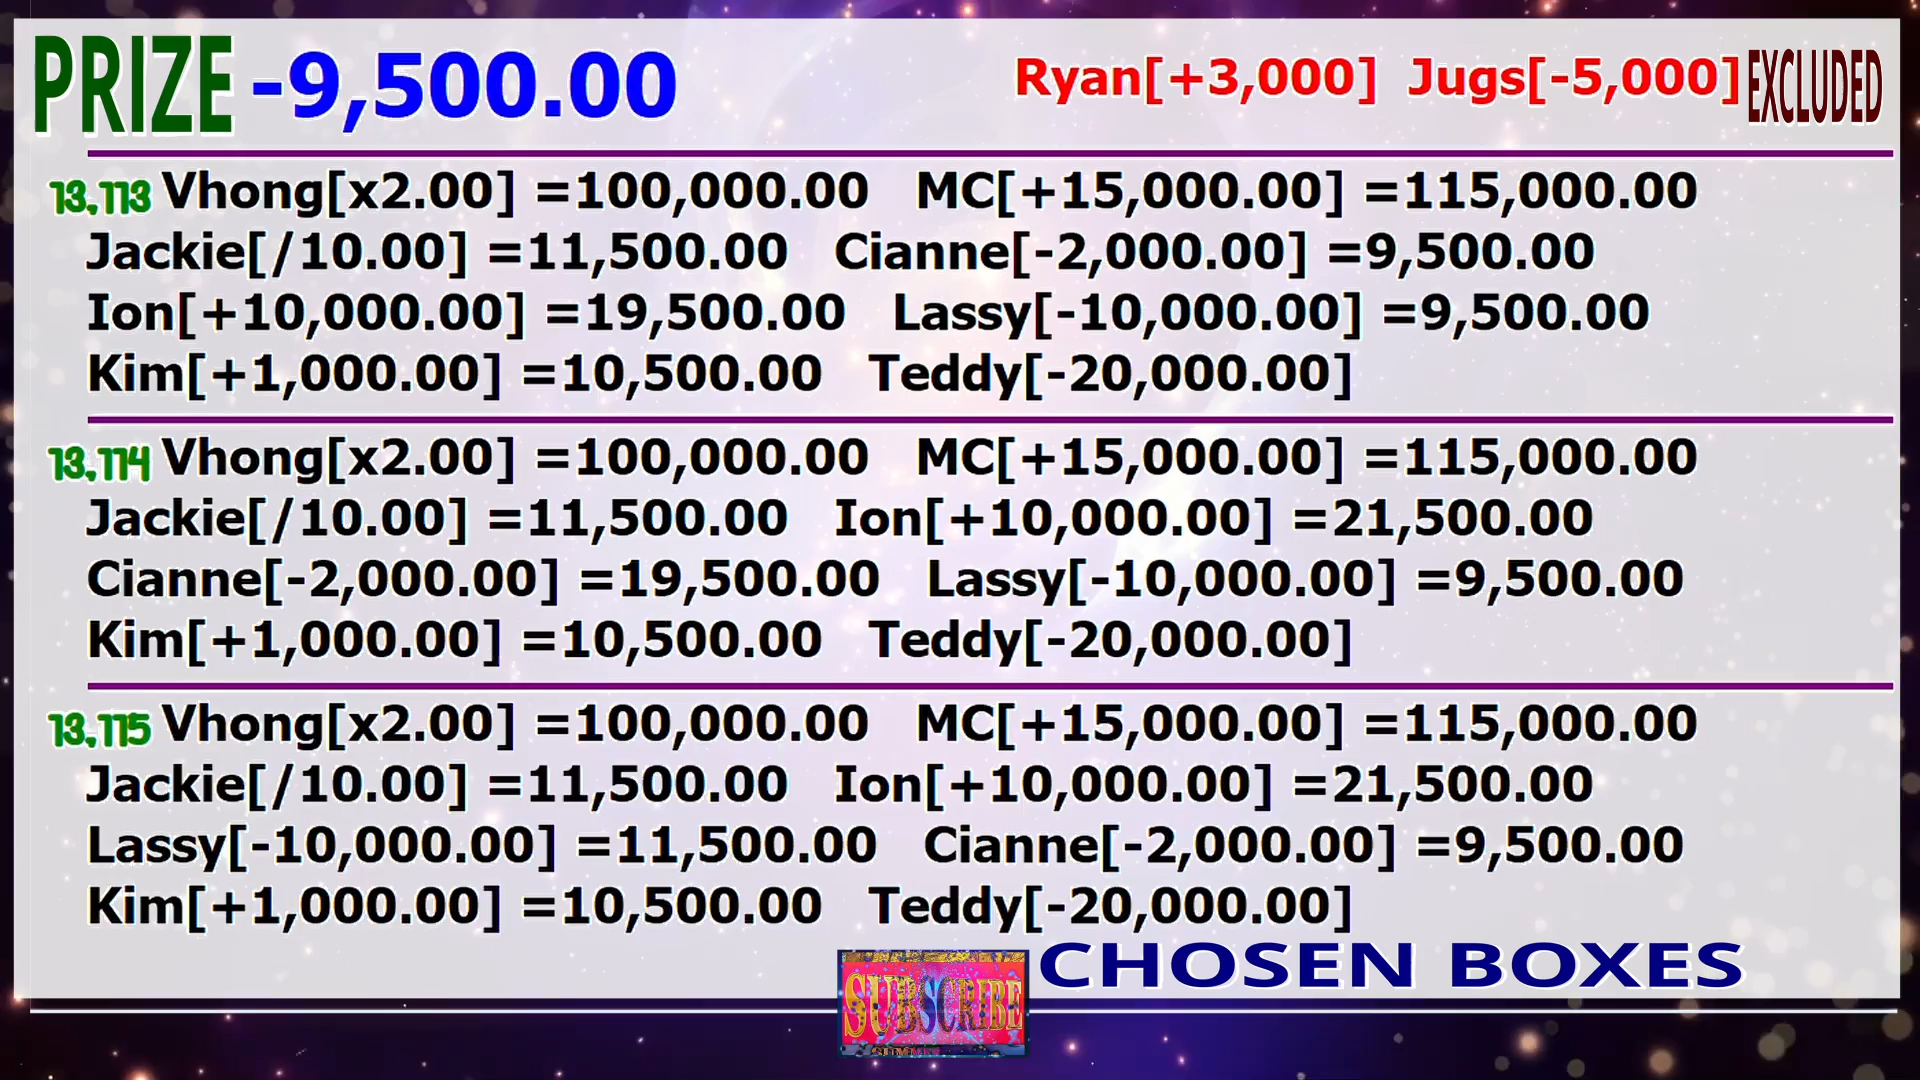 PRIZE -9,500.00 Ryan[+3,000] Jugs[-5,000] EXCLUDED
13,113 Vhong[x2.00] =100,000.00 MC[+15,000.00] =115,000.00
Jackie[/10.00] =11,500.00 Cianne[-2,000.00] =9,500.00
Ion[+10,000.00] =19,500.00 Lassy[-10,000.00] =9,500.00
Kim[+1,000.00] =10,500.00 Teddy[-20,000.00]
13,114 Vhong[x2.00] =100,000.00 MC[+15,000.00] =115,000.00
Jackie[/10.00] =11,500.00 Ion[+10,000.00] =21,500.00
Cianne[-2,000.00] =19,500.00 Lassy[-10,000.00] =9,500.00
Kim[+1,000.00] =10,500.00 Teddy[-20,000.00]
13,115 Vhong[x2.00] =100,000.00 MC[+15,000.00] =115,000.00
Jackie[/10.00] =11,500.00 Ion[+10,000.00] =21,500.00
Lassy[-10,000.00] =11,500.00 Cianne[-2,000.00] =9,500.00
Kim[+1,000.00] =10,500.00 Teddy[-20,000.00]
SUBSCRIBE CHOSEN BOXES